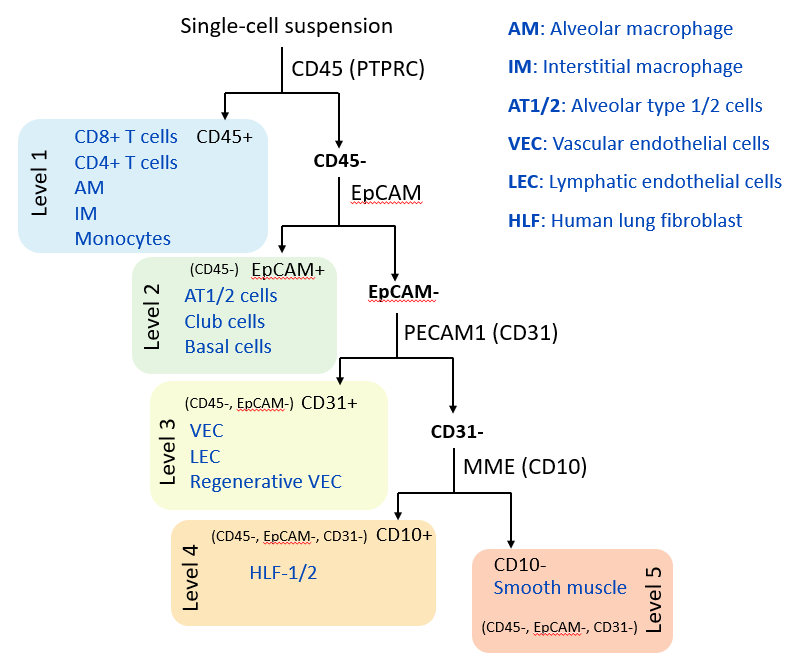 Single-cell suspension
CD45 (PTPRC)
Level 1
CD8+ T cells CD45+
CD4+ T cells
AM
IM
Monocytes
CD45-
EpCAM
Level 2
(CD45-) EpCAM+
AT1/2 cells
Club cells
Basal cells
EpCAM-
PECAM1 (CD31)
Level 3
(CD45-, EpCAM-) CD31+
VEC
LEC
Regenerative VEC
CD31-
MME (CD10)
Level 4
(CD45-, EpCAM-, CD31-) CD10+
HLF-1/2
CD10-
Smooth muscle
(CD45-, EpCAM-, CD31-)
Level 5
AM: Alveolar macrophage
IM: Interstitial macrophage
AT1/2: Alveolar type 1/2 cells
VEC: Vascular endothelial cells
LEC: Lymphatic endothelial cells
HLF: Human lung fibroblast